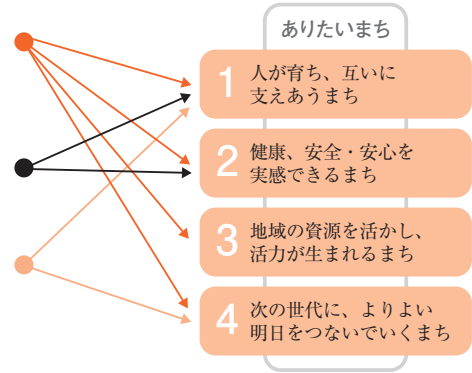 ありたいまち
1
人が育ち、互いに
支えあうまち
2
健康、安全・安心を
実感できるまち
3
地域の資源を活かし、
活力が生まれるまち
4
次の世代に、よりよい
明日をつないでいくまち